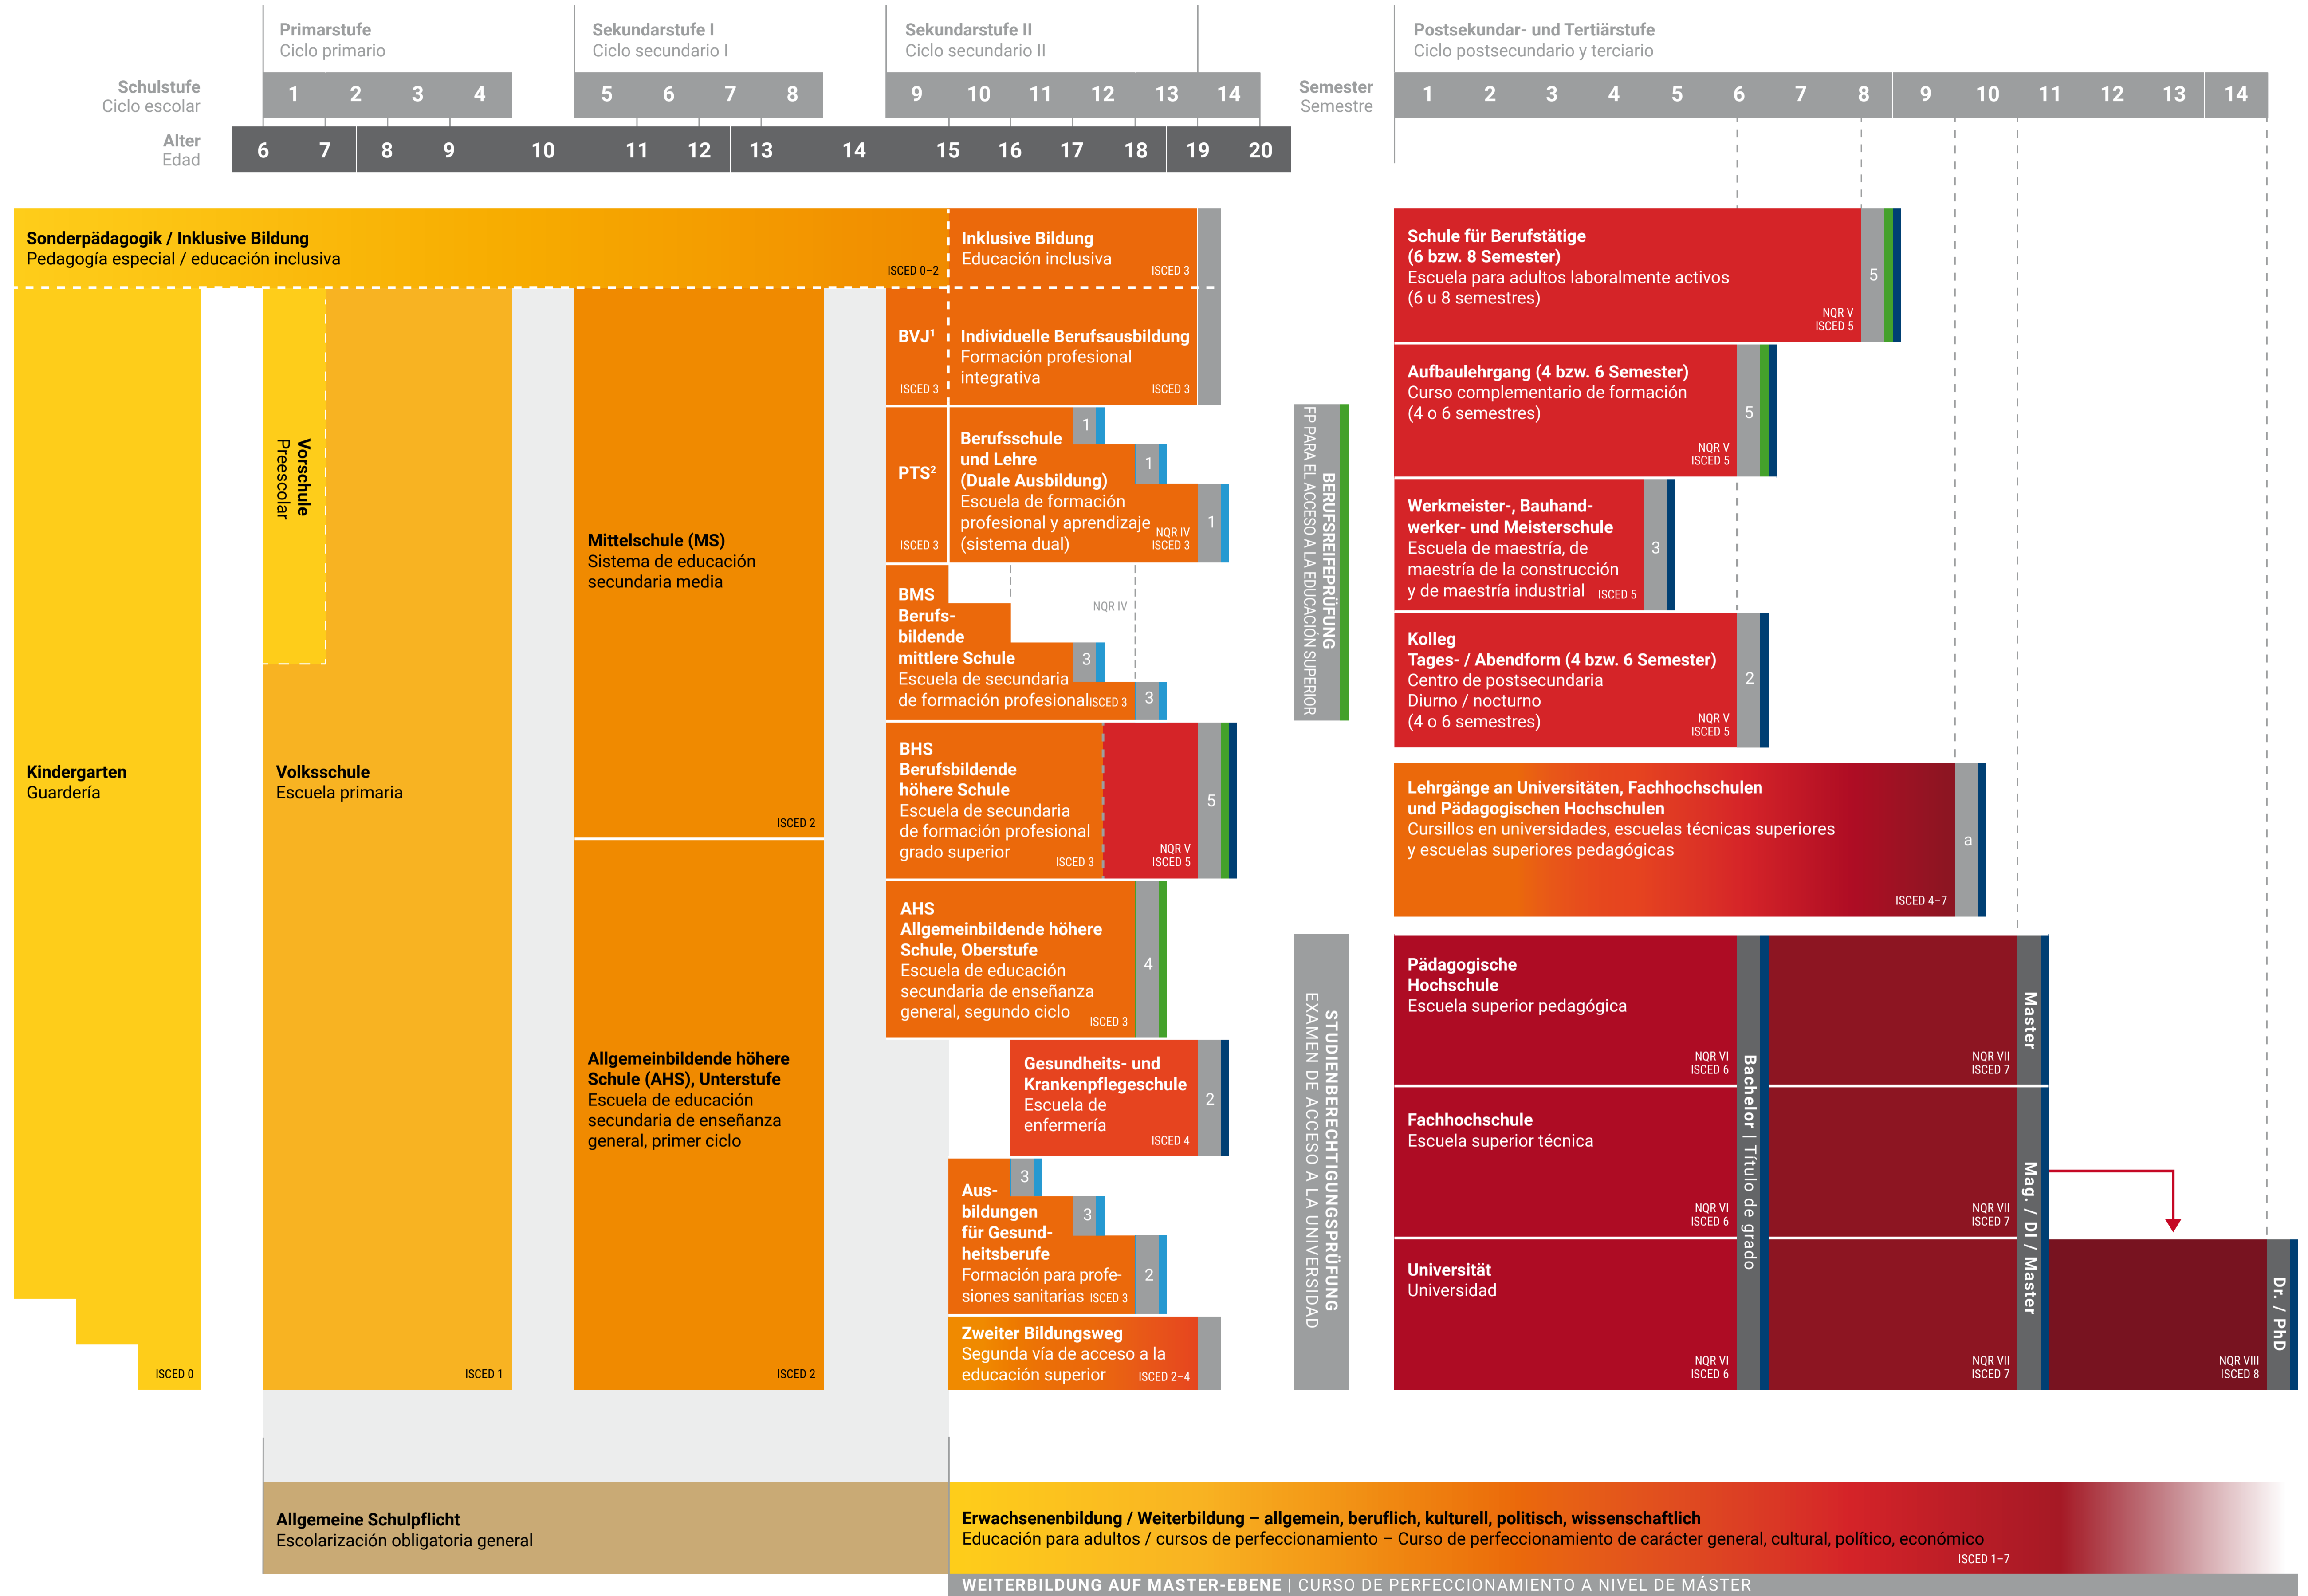 Primarstufe
Ciclo primario
Sekundarstufe I
Ciclo secundario I
Sekundarstufe II
Ciclo secundario II
Postsekundar- und Tertiärstufe
Ciclo postsecundario y terciario
Schulstufe
Ciclo escolar
1 2 3 4 5 6 7 8 9 10 11 12 13 14
Semester
Semestre
1 2 3 4 5 6 7 8 9 10 11 12 13 14
Alter
Edad
6 7 8 9 10 11 12 13 14 15 16 17 18 19 20
Sonderpädagogik / Inklusive Bildung
Pedagogía especial / educación inclusiva
ISCED 0–2
Inklusive Bildung
Educación inclusiva
ISCED 3
BVJ¹
ISCED 3
Individuelle Berufsausbildung
Formación profesional
integrativa
ISCED 3
Kindergarten
Guardería
ISCED 0
Vorschule
Preescolar
Volksschule
Escuela primaria
ISCED 1
Mittelschule (MS)
Sistema de educación
secundaria media
ISCED 2
Allgemeinbildende höhere
Schule (AHS), Unterstufe
Escuela de educación
secundaria de enseñanza
general, primer ciclo
ISCED 2
PTS²
ISCED 3
Berufsschule
und Lehre
(Duale Ausbildung)
Escuela de formación
profesional y aprendizaje
(sistema dual)
NQR IV
ISCED 3
1
1
1
BMS
Berufs-
bildende
mittlere Schule
Escuela de secundaria
de formación profesional
ISCED 3
NQR IV
3
3
BHS
Berufsbildende
höhere Schule
Escuela de secundaria
de formación profesional
grado superior
ISCED 3
NQR V
ISCED 5
5
AHS
Allgemeinbildende höhere
Schule, Oberstufe
Escuela de educación
secundaria de enseñanza
general, segundo ciclo
ISCED 3
4
Gesundheits- und
Krankenpflegeschule
Escuela de
enfermería
ISCED 4
2
Aus-
bildungen
für Gesund-
heitsberufe
Formación para profe-
siones sanitarias
ISCED 3
3
3
2
Zweiter Bildungsweg
Segunda vía de acceso a la
educación superior
ISCED 2–4
BERUFSREIFEPRÜFUNG
FP PARA EL ACCESO A LA EDUCACIÓN SUPERIOR
STUDIENBERECHTIGUNGSPRÜFUNG
EXAMEN DE ACCESO A LA UNIVERSIDAD
Schule für Berufstätige
(6 bzw. 8 Semester)
Escuela para adultos laboralmente activos
(6 u 8 semestres)
NQR V
ISCED 5
5
Aufbaulehrgang (4 bzw. 6 Semester)
Curso complementario de formación
(4 o 6 semestres)
NQR V
ISCED 5
5
Werkmeister-, Bauhand-
werker- und Meisterschule
Escuela de maestría, de
maestría de la construcción
y de maestría industrial
ISCED 5
3
Kolleg
Tages- / Abendform (4 bzw. 6 Semester)
Centro de postsecundaria
Diurno / nocturno
(4 o 6 semestres)
NQR V
ISCED 5
2
Lehrgänge an Universitäten, Fachhochschulen
und Pädagogischen Hochschulen
Cursillos en universidades, escuelas técnicas superiores
y escuelas superiores pedagógicas
ISCED 4–7
a
Pädagogische
Hochschule
Escuela superior pedagógica
NQR VI
ISCED 6
NQR VII
ISCED 7
Master
Fachhochschule
Escuela superior técnica
NQR VI
ISCED 6
NQR VII
ISCED 7
Bachelor | Título de grado
Mag. / DI / Master
Universität
Universidad
NQR VI
ISCED 6
NQR VII
ISCED 7
NQR VIII
ISCED 8
Dr. / PhD
Allgemeine Schulpflicht
Escolarización obligatoria general
Erwachsenenbildung / Weiterbildung – allgemein, beruflich, kulturell, politisch, wissenschaftlich
Educación para adultos / cursos de perfeccionamiento – Curso de perfeccionamiento de carácter general, cultural, político, económico
ISCED 1–7
WEITERBILDUNG AUF MASTER-EBENE | CURSO DE PERFECCIONAMIENTO A NIVEL DE MÁSTER